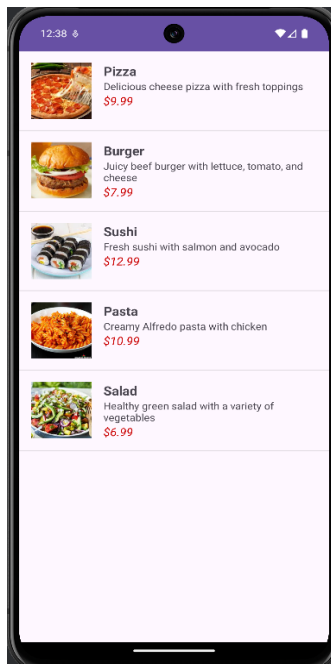 12:38
Pizza
Delicious cheese pizza with fresh toppings
$9.99
Burger
Juicy beef burger with lettuce, tomato, and
cheese
$7.99
Sushi
Fresh sushi with salmon and avocado
$12.99
Pasta
Creamy Alfredo pasta with chicken
$10.99
Salad
Healthy green salad with a variety of
vegetables
$6.99